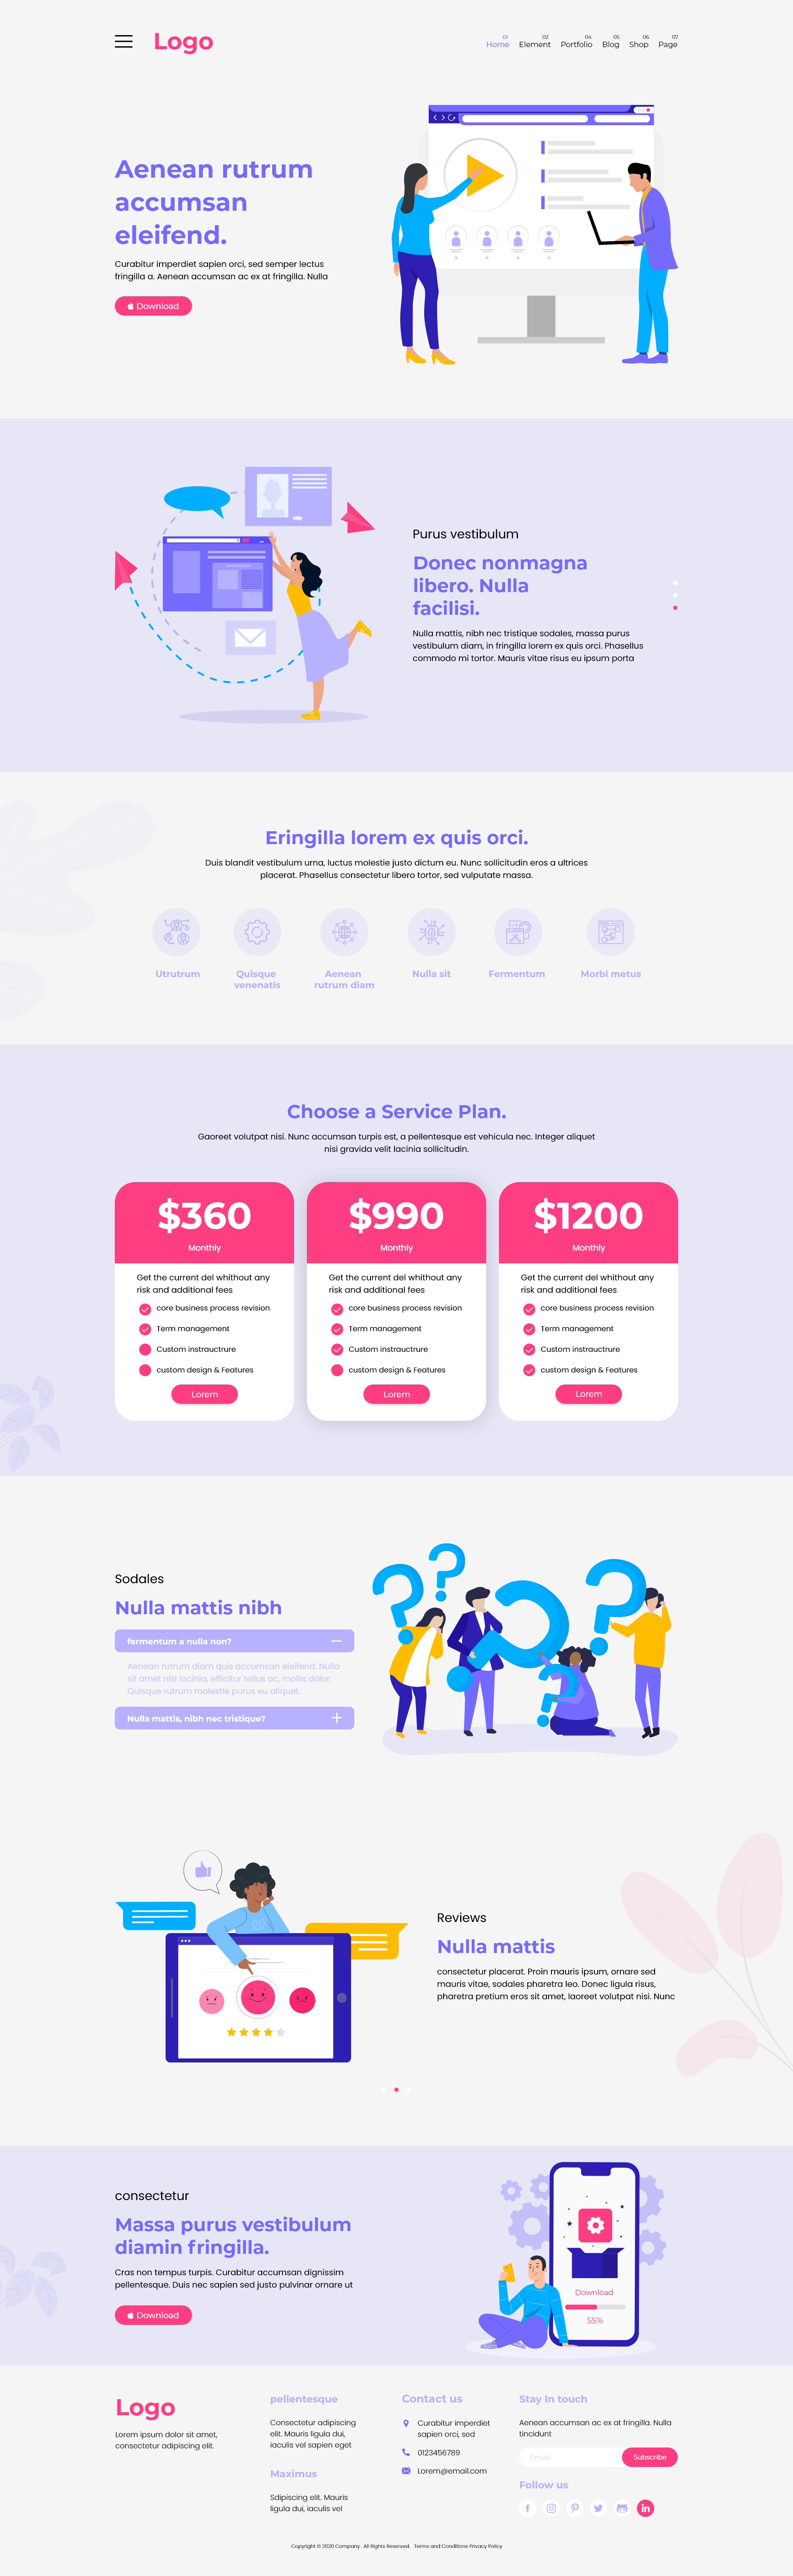 Logo
01 02 04 05 06 07
Home Element Portfolio Blog Shop Page
Aenean rutrum
accumsan
eleifend.
Curabitur imperdiet sapien orci, sed semper lectus
fringilla a. Aenean accumsan ac ex at fringilla. Nulla
Download
Purus vestibulum
Donec nonmagna
libero. Nulla
facilisi.
Nulla mattis, nibh nec tristique sodales, massa purus
vestibulum diam, in fringilla lorem ex quis orci. Phasellus
commodo mi tortor. Mauris vitae risus eu ipsum porta
Eringilla lorem ex quis orci.
Duis blandit vestibulum urna, luctus molestie justo dictum eu. Nunc sollicitudin eros a ultrices
placerat. Phasellus consectetur libero tortor, sed vulputate massa.
Utrutrum
Quisque
venenatis
Aenean
rutrum diam
Nulla sit
Fermentum
Morbi metus
Choose a Service Plan.
Gaoreet volutpat nisi. Nunc accumsan turpis est, a pellentesque est vehicula nec. Integer aliquet
nisi gravida velit lacinia sollicitudin.
$360
Monthly
Get the current del whithout any
risk and additional fees
core business process revision
Term management
Custom instrauctrure
custom design & Features
Lorem
$990
Monthly
Get the current del whithout any
risk and additional fees
core business process revision
Term management
Custom instrauctrure
custom design & Features
Lorem
$1200
Monthly
Get the current del whithout any
risk and additional fees
core business process revision
Term management
Custom instrauctrure
custom design & Features
Lorem
Sodales
Nulla mattis nibh
fermentum a nulla non?
Aenean rutrum diam quis accumsan eleifend. Nulla
sit amet nisl lacinia, efficitur tellus ac, mollis dolor.
Quisque rutrum molestie purus eu aliquet.
Nulla mattis, nibh nec tristique?
Reviews
Nulla mattis
consectetur placerat. Proin mauris ipsum, ornare sed
mauris vitae, sodales pharetra leo. Donec ligula risus,
pharetra pretium eros sit amet, laoreet volutpat nisi. Nunc
consectetur
Massa purus vestibulum
diamin fringilla.
Cras non tempus turpis. Curabitur accumsan dignissim
pellentesque. Duis nec sapien sed justo pulvinar ornare ut
Download
Download
55%
Logo
Lorem ipsum dolor sit amet,
consectetur adipiscing elit.
pellentesque
Consectetur adipiscing
elit. Mauris ligula dui,
iaculis vel sapien eget
Maximus
Sdipiscing elit. Mauris
ligula dui, iaculis vel
Contact us
Curabitur imperdiet
sapien orci, sed
0123456789
Lorem@email.com
Stay In touch
Aenean accumsan ac ex at fringilla. Nulla
tincidunt
Email
Subscribe
Follow us
Copyright © 2020 Company . All Rights Reserved. Terms and Conditions Privacy Policy